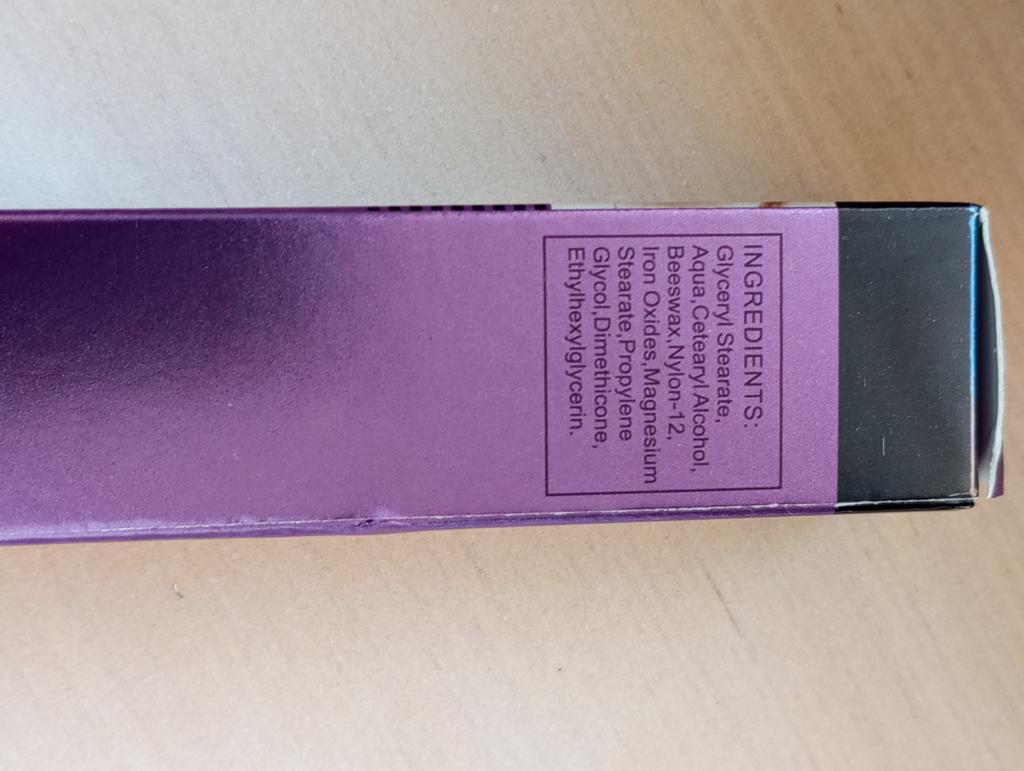 INGREDIENTS:
Glyceryl Stearate,
Aqua,Cetearyl Alcohol,
Beeswax,Nylon-12,
Iron Oxides,Magnesium
Stearate,Propylene
Glycol,Dimethicone,
Ethylhexylglycerin.